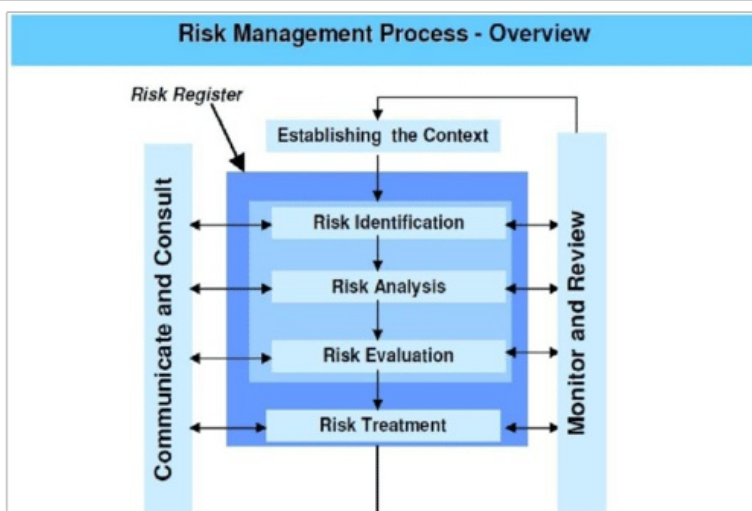 Risk Management Process - Overview
Risk Register
Establishing the Context
Communicate and Consult
Risk Identification
Risk Analysis
Risk Evaluation
Risk Treatment
Monitor and Review